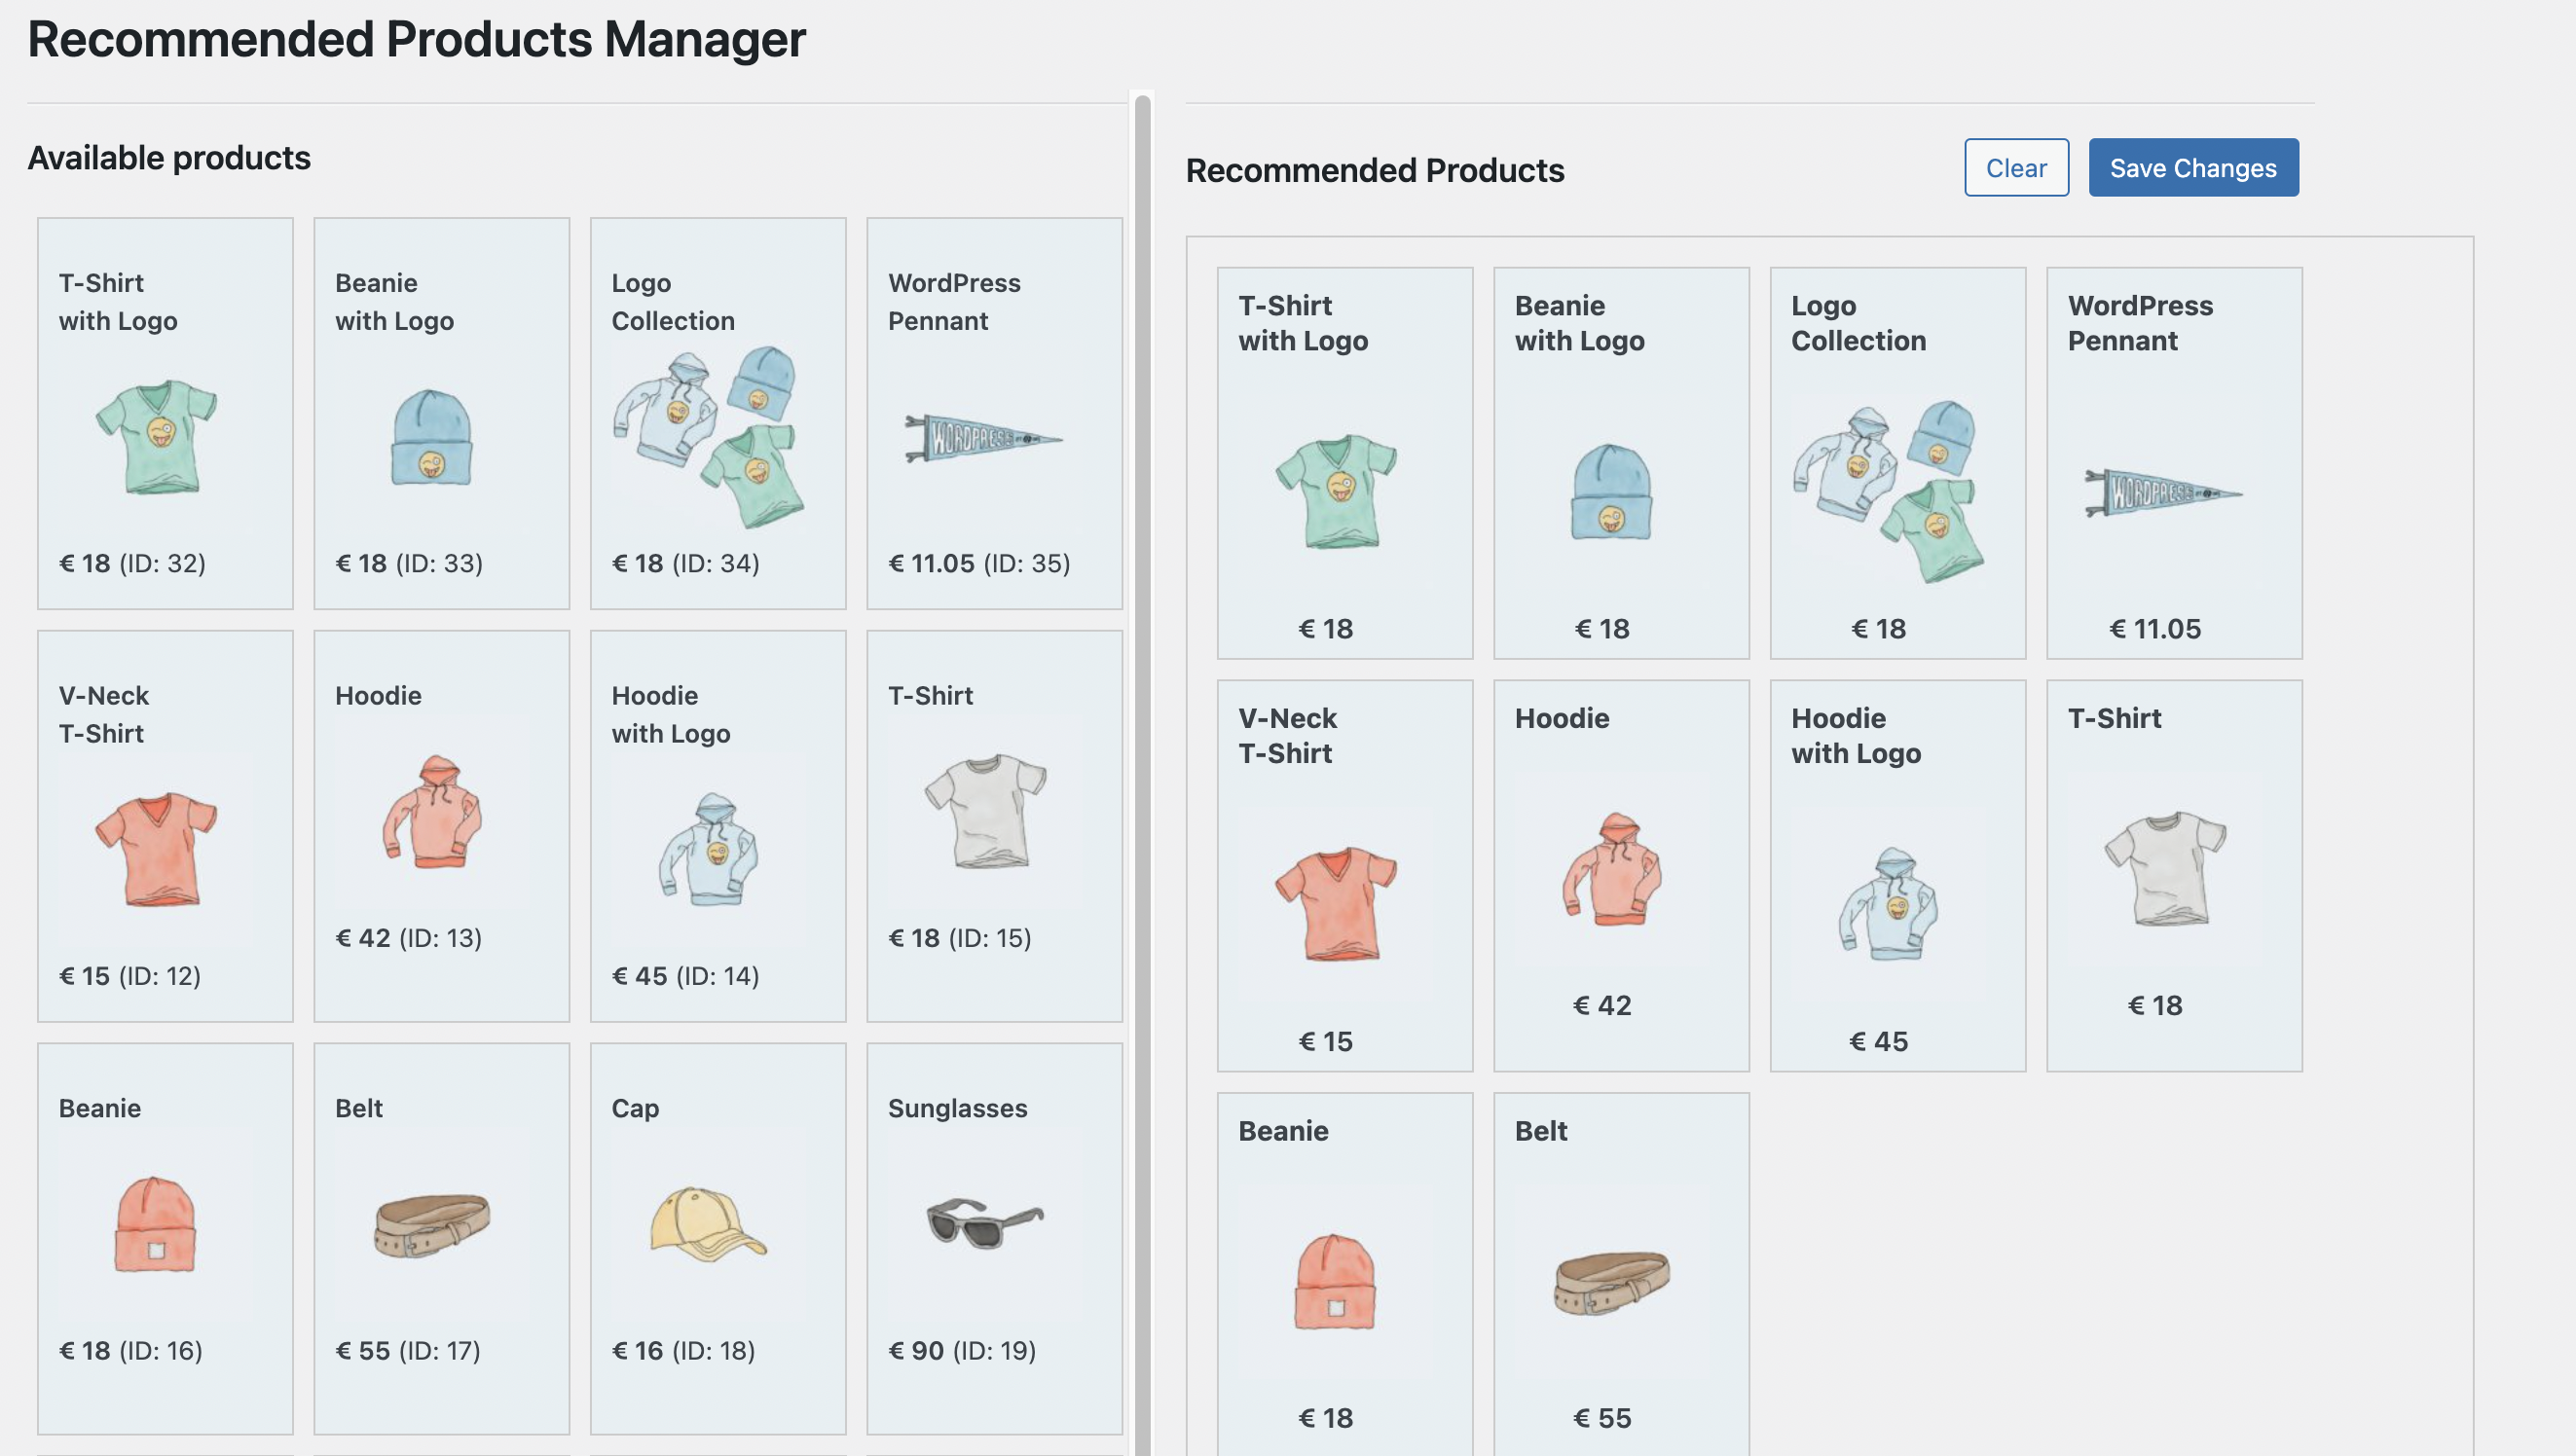 Recommended Products Manager
Available products
T-Shirt
with Logo
€ 18 (ID: 32)
Beanie
with Logo
€ 18 (ID: 33)
Logo
Collection
€ 18 (ID: 34)
WordPress
Pennant
WORDPRESS
€ 11.05 (ID: 35)
V-Neck
T-Shirt
€ 15 (ID: 12)
Hoodie
€ 42 (ID: 13)
Hoodie
with Logo
€ 45 (ID: 14)
T-Shirt
€ 18 (ID: 15)
Beanie
€ 18 (ID: 16)
Belt
€ 55 (ID: 17)
Cap
€ 16 (ID: 18)
Sunglasses
€ 90 (ID: 19)
Recommended Products
Clear
Save Changes
T-Shirt
with Logo
€ 18
Beanie
with Logo
€ 18
Logo
Collection
€ 18
WordPress
Pennant
WORDPRESS
€ 11.05
V-Neck
T-Shirt
€ 15
Hoodie
€ 42
Hoodie
with Logo
€ 45
T-Shirt
€ 18
Beanie
€ 18
Belt
€ 55